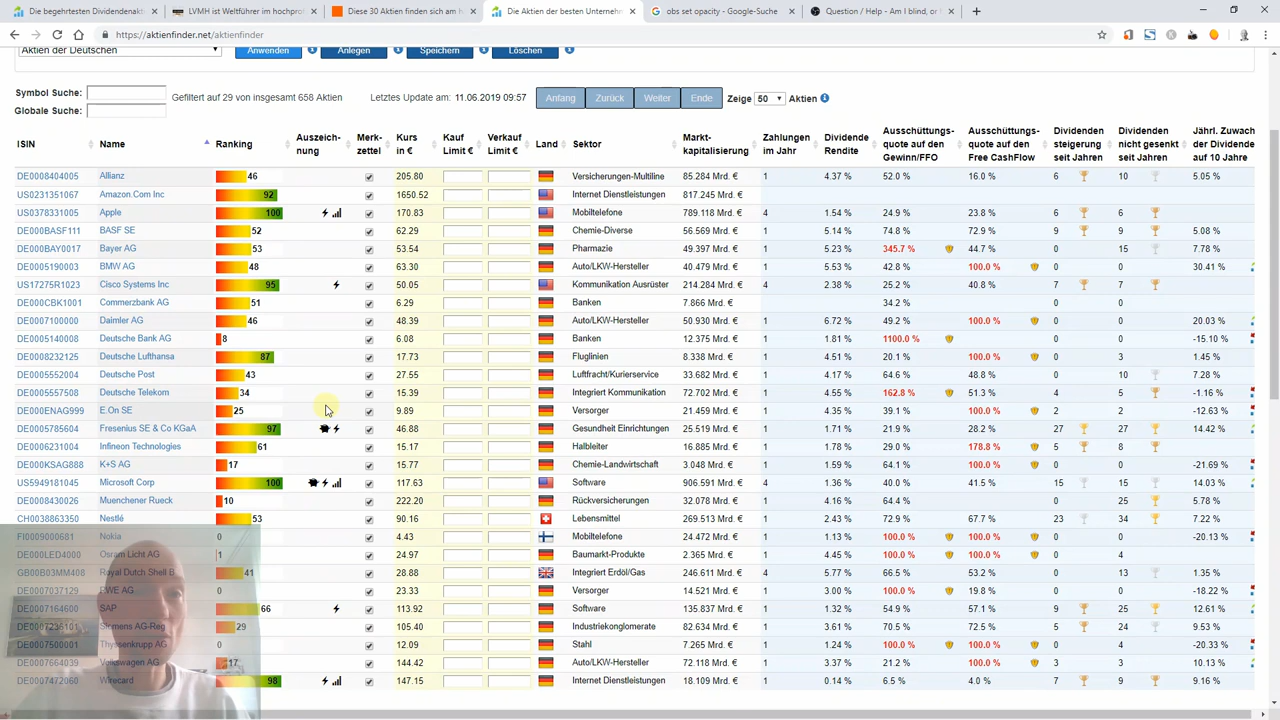 Die begehrtesten Dividendenakt
LVMH ist Weltführer im hochprof
Diese 30 Aktien finden sich am h
Die Aktien der besten Unternehm
obs set opacity - Google-Suche
Question / Help - Am I blind, or t
https://aktienfinder.net/aktienfinder
Aktien der Deutschen Anwenden Anlegen Speichern Löschen
Symbol Suche: Gefiltert auf 29 von insgesamt 658 Aktien Letztes Update am: 11.06.2019 09:57 Anfang Zurück Weiter Ende Zeige 50 Aktien
Globale Suche:
ISIN Name Ranking Auszeich-nung Merk-zettel Kurs in € Kauf Limit € Verkauf Limit € Land Sektor Markt-kapitalisierung Zahlungen im Jahr Dividende Rendite Ausschüttungs-quote auf den Gewinn/FFO Ausschüttungs-quote auf den Free CashFlow Dividenden steigerung seit Jahren Dividenden nicht gesenkt seit Jahren Jährl. Zuwachs der Dividende auf 10 Jahre
DE0008404005 Allianz 46 205.80 Versicherungen-Multiline 85.284 Mrd. € 1 4.37 % 52.0 % 16.0 % 6 10 5.05 %
US0231351067 Amazon Com Inc 92 1650.52 Internet Dienstleistungen 817.245 Mrd. €
US0378331005 Apple 100 170.83 Mobiltelefone 789.118 Mrd. € 4 1.54 % 24.9 % 23.8 % 6 6
DE000BASF111 BASF SE 52 62.29 Chemie-Diverse 56.569 Mrd. € 1 5.14 % 74.8 % 72.9 % 9 9 5.08 %
DE000BAY0017 Bayer AG 53 53.54 Pharmazie 49.397 Mrd. € 1 5.23 % 345.7 % 44.7 % 0 15 7.78 %
DE0005190003 BMW AG 48 63.30 Auto/LKW-Hersteller 40.479 Mrd. € 1 5.53 % 42.8 % 100.0 % 0 0 30.41 %
US17275R1023 Cisco Systems Inc 95 50.05 Kommunikation Ausrüster 214.284 Mrd. € 4 2.38 % 25.2 % 40.8 % 7 7
DE000CBK1001 Commerzbank AG 51 6.29 Banken 7.866 Mrd. € 34.2 % 0 0
DE0007100000 Daimler AG 46 48.39 Auto/LKW-Hersteller 50.930 Mrd. € 1 6.72 % 49.2 % 100.0 % 0 0 20.03 %
DE0005140008 Deutsche Bank AG 8 6.08 Banken 12.375 Mrd. € 1 1.81 % 1100.0 % 0 0 -15.10 %
DE0008232125 Deutsche Lufthansa 87 17.73 Fluglinien 8.338 Mrd. € 1 4.51 % 20.1 % 100.0 % 0 3 1.45 %
DE0005552004 Deutsche Post 43 27.55 Luftfracht/Kurierservice 33.682 Mrd. € 1 4.17 % 64.6 % 48.8 % 0 10 7.28 %
DE0005557508 Deutsche Telekom 34 15.39 Integriert Kommunikation 72.702 Mrd. € 1 4.55 % 162.8 % 51.3 % 4 5 -1.16 %
DE000ENAG999 E.On SE 25 9.89 Versorger 21.459 Mrd. € 1 4.35 % 39.1 % 100.0 % 2 2 -12.63 %
DE0005785604 Fresenius SE & Co KGaA 97 46.88 Gesundheit Einrichtungen 25.519 Mrd. € 1 1.71 % 21.9 % 28.2 % 27 27 14.42 %
DE0006231004 Infineon Technologies 61 15.17 Halbleiter 16.885 Mrd. € 1 1.78 % 29.0 % 178.9 % 5 8
DE000KSAG888 K+S AG 17 15.77 Chemie-Landwirtschaft 3.048 Mrd. € 1 1.59 % 64.1 % 100.0 % 0 0 -21.69 %
US5949181045 Microsoft Corp 100 117.63 Software 906.591 Mrd. € 4 1.36 % 40.0 % 41.5 % 15 15 14.03 %
DE0008430026 Muenchener Rueck 10 222.20 Rückversicherungen 32.078 Mrd. € 1 4.16 % 64.4 % 0 25 5.78 %
CH0038863350 Nestlé 53 90.16 Lebensmittel 269.513 Mrd. € 1 2.43 % 72.9 % 23 34 7.22 %
FI0009000681 Nokia 0 4.43 Mobiltelefone 24.472 Mrd. € 1 1.13 % 100.0 % 100.0 % 0 0 -20.13 %
DE000LED4000 Osram Licht AG 1 24.97 Baumarkt-Produkte 2.365 Mrd. € 1 4.45 % 100.0 % 100.0 % 0 4
GB00B03MM408 Royal Dutch Shell B 41 28.88 Integriert Erdöl/Gas 246.611 Mrd. € 4 5.77 % 66.5 % 0 13 1.35 %
DE0007037129 RWE AG 0 23.33 Versorger 14.521 Mrd. € 1 3.00 % 100.0 % 19.8 % 0 0 -18.22 %
DE0007164600 SAP 66 113.92 Software 135.837 Mrd. € 1 1.32 % 54.9 % 57.1 % 9 25 12.61 %
DE0007236101 Siemens AG-Reg 29 105.40 Industriekonglomerate 82.634 Mrd. € 1 3.61 % 70.5 % 72.5 % 5 24 9.53 %
DE0007500001 Thyssenkrupp AG 0 12.09 Stahl 7.265 Mrd. € 1 1.24 % 100.0 % 100.0 % 0 0 -20.33 %
DE0007664039 Volkswagen AG 17 144.42 Auto/LKW-Hersteller 72.118 Mrd. € 1 3.37 % 21.2 % 100.0 % 3 3 10.13 %
DE0007472060 Wirecard 98 147.15 Internet Dienstleistungen 18.109 Mrd. € 1 0.14 % 6.5 % 4.0 % 7 9 9.16 %